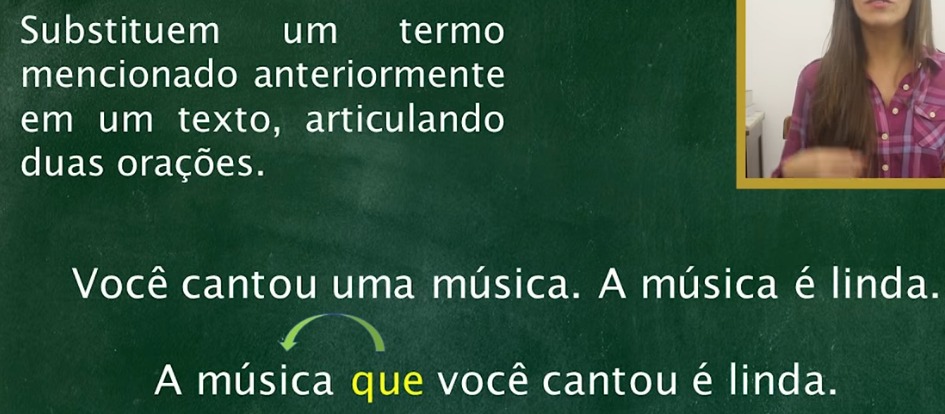 Substituem um termo
mencionado anteriormente
em um texto, articulando
duas orações.
Você cantou uma música. A música é linda.
A música que você cantou é linda.